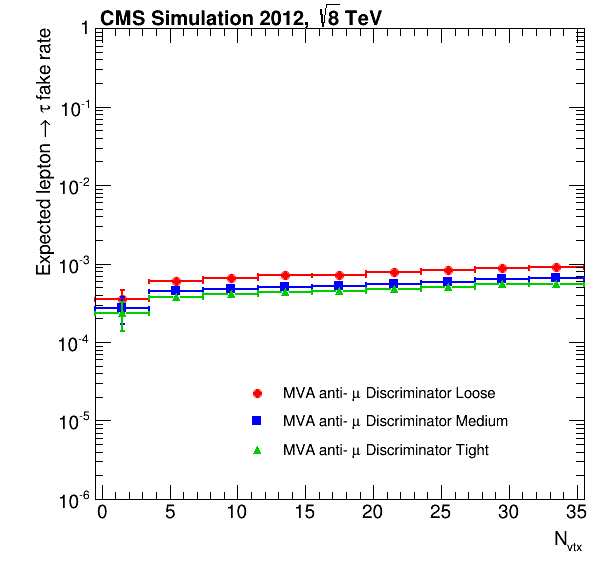 CMS Simulation 2012, √8 TeV
Expected lepton → τ fake rate
1
10-1
10-2
10-3
10-4
10-5
10-6
MVA anti- μ Discriminator Loose
MVA anti- μ Discriminator Medium
MVA anti- μ Discriminator Tight
0 5 10 15 20 25 30 35
Nvtx